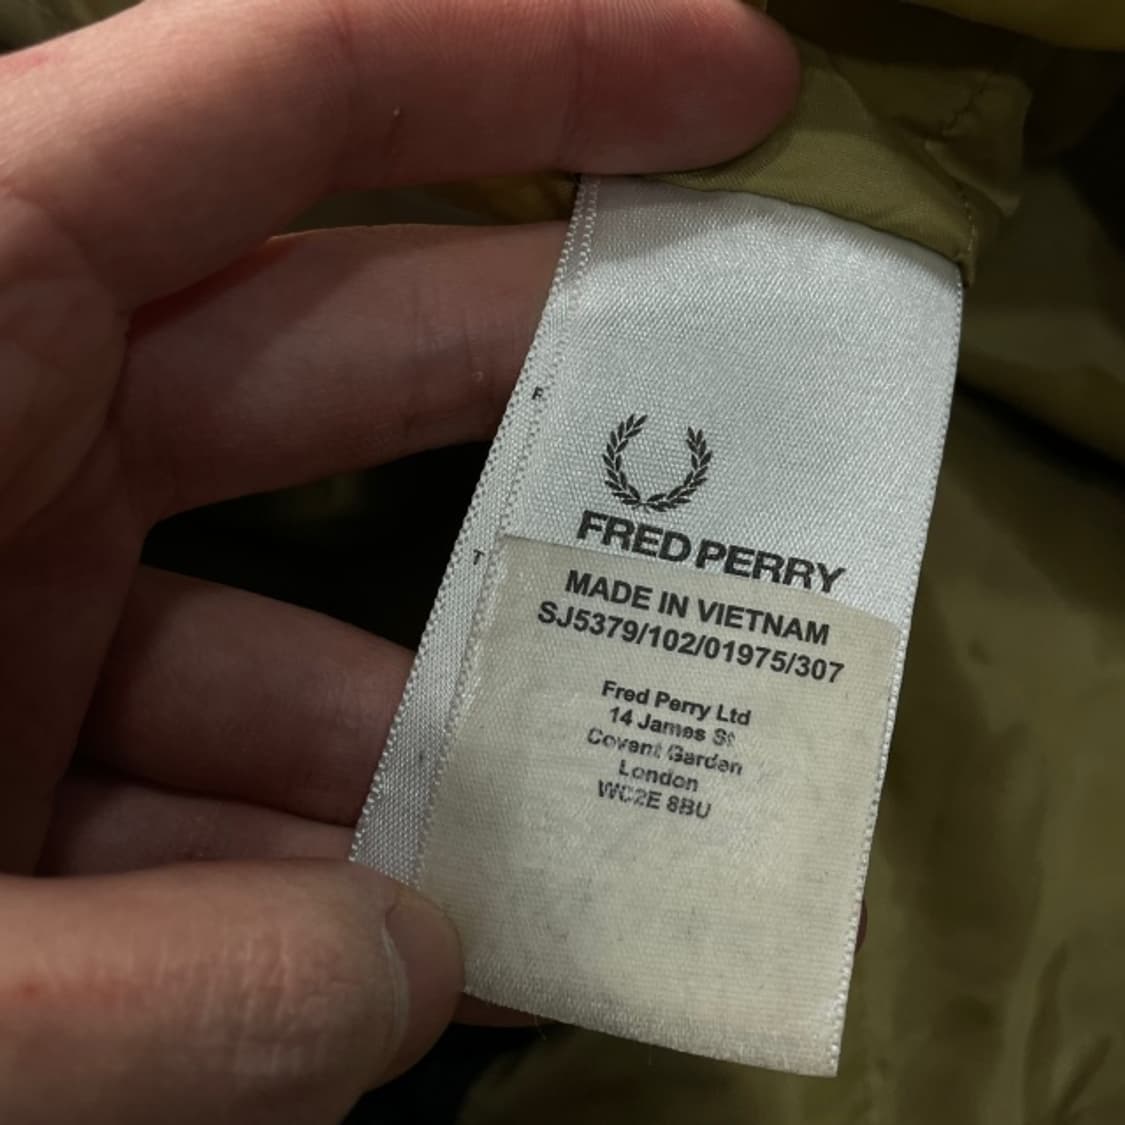 FRED PERRY
MADE IN VIETNAM
SJ5379/102/01975/307
Fred Perry Ltd
14 James St
Covent Garden
London
WC2E 8BU
F
T